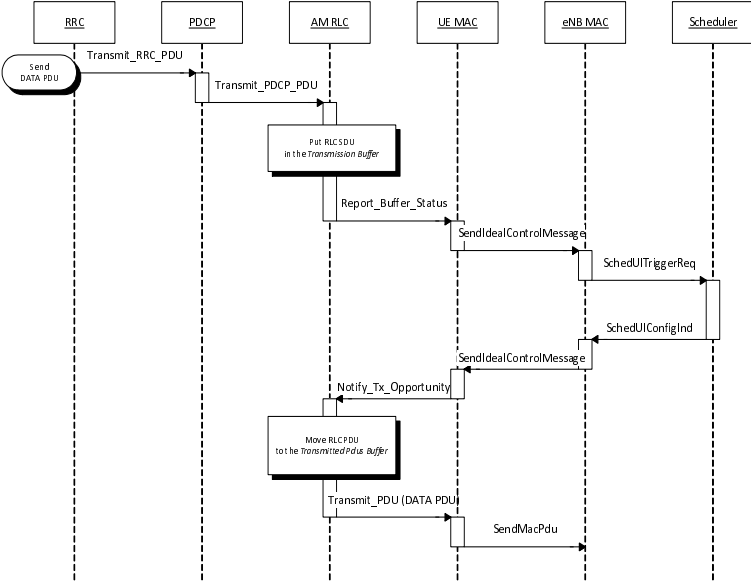 RRC
PDCP
AM RLC
UE MAC
eNB MAC
Scheduler
Send
DATA PDU
Transmit_RRC_PDU
Transmit_PDCP_PDU
Put RLC SDU
in the Transmission Buffer
Report_Buffer_Status
SendIdealControlMessage
SchedUlTriggerReq
SchedUlConfigInd
SendIdealControlMessage
Notify_Tx_Opportunity
Move RLC PDU
to the Transmitted Pdus Buffer
Transmit_PDU (DATA PDU)
SendMacPdu